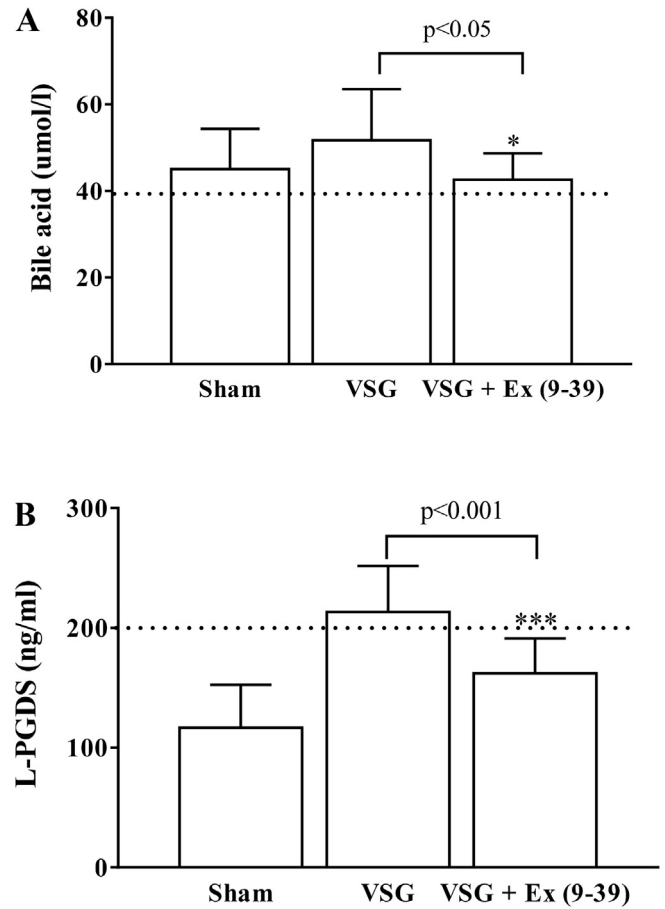 A
Bile acid (umol/l)
80
60
40
20
0
p<0.05
*
Sham VSG VSG + Ex (9-39)
B
L-PGDS (ng/ml)
300
200
100
0
p<0.001
***
Sham VSG VSG + Ex (9-39)